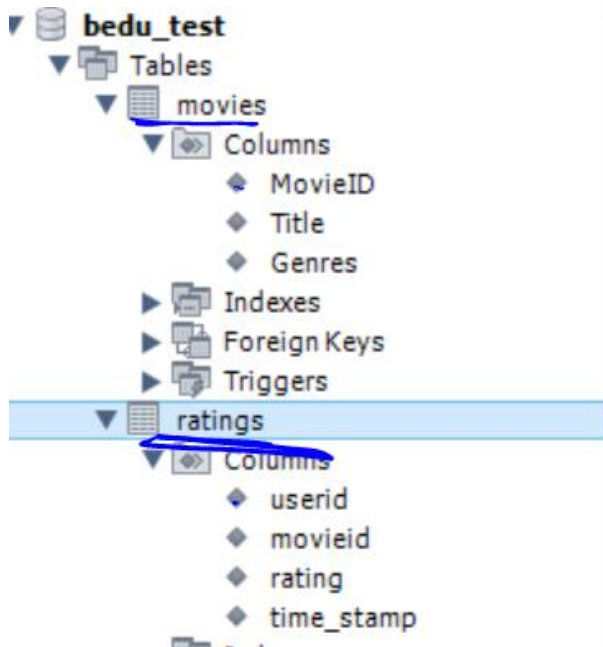 bedu_test
Tables
movies
Columns
MovieID
Title
Genres
Indexes
Foreign Keys
Triggers
ratings
Columns
userid
movieid
rating
time_stamp